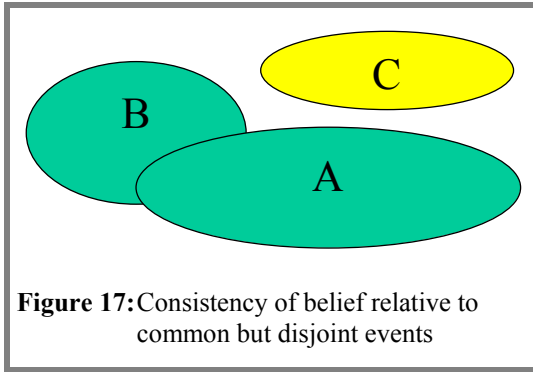 C
B
A
Figure 17:Consistency of belief relative to
common but disjoint events